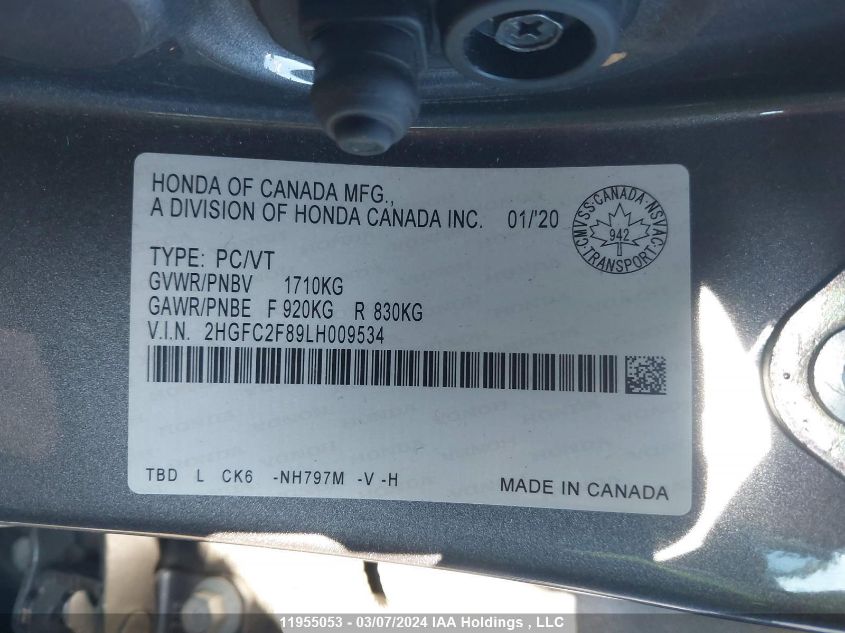 HONDA OF CANADA MFG.,
A DIVISION OF HONDA CANADA INC. 01/'20
CMVSS-CANADA-NSVAC
942
TRANSPORT
TYPE: PC/VT
GVWR/PNBV 1710KG
GAWR/PNBE F 920KG R 830KG
V.I.N. 2HGFC2F89LH009534
TBD L CK6 -NH797M -V -H
MADE IN CANADA
11955053 - 03/07/2024 IAA Holdings , LLC